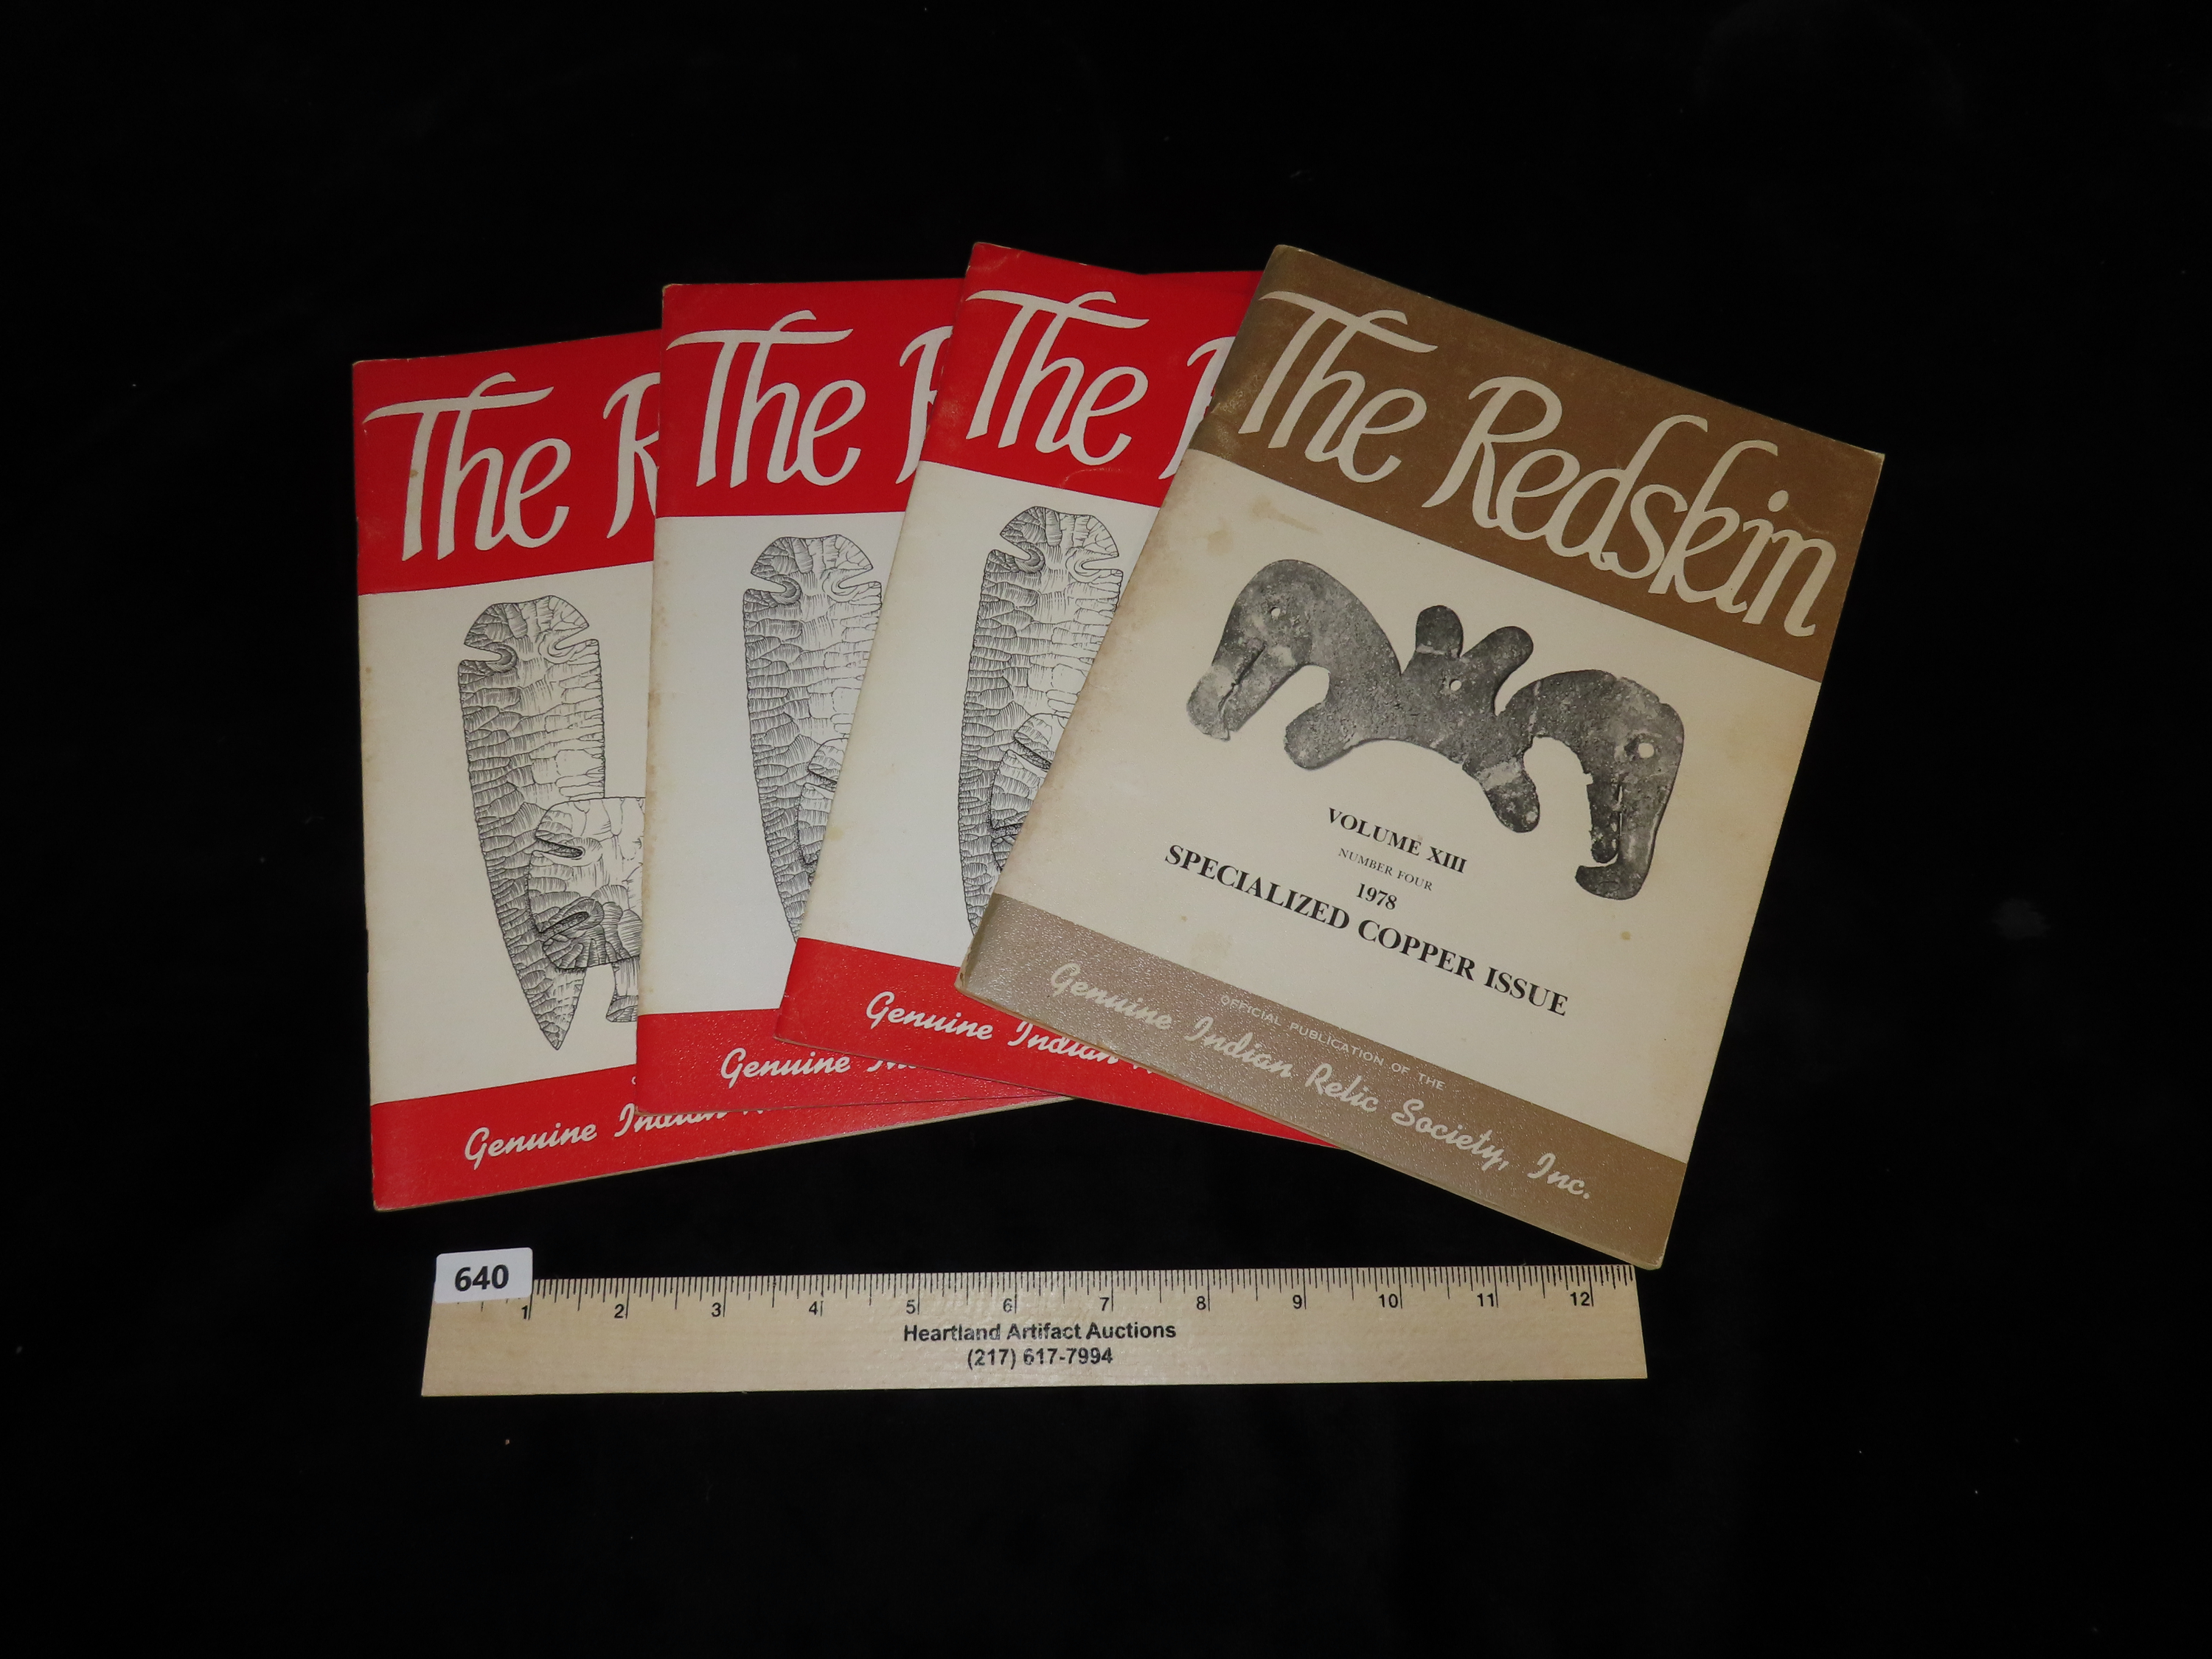 The R
Genuine Indian
The R
Genuine
The
Genuine Indian
The Redskin
VOLUME XIII
NUMBER FOUR
1978
SPECIALIZED COPPER ISSUE
OFFICIAL PUBLICATION OF THE
Genuine Indian Relic Society, Inc.
640
1 2 3 4 5 6 7 8 9 10 11 12
Heartland Artifact Auctions
(217) 617-7994